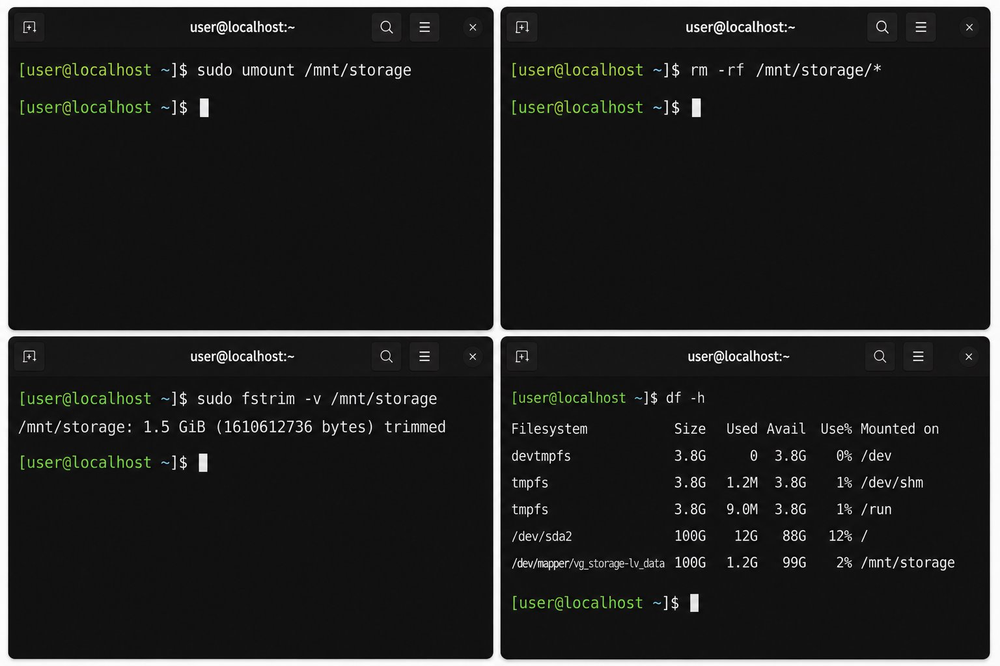 user@localhost:~
[user@localhost ~]$ sudo umount /mnt/storage
[user@localhost ~]$
user@localhost:~
[user@localhost ~]$ rm -rf /mnt/storage/*
[user@localhost ~]$
user@localhost:~
[user@localhost ~]$ sudo fstrim -v /mnt/storage
/mnt/storage: 1.5 GiB (1610612736 bytes) trimmed
[user@localhost ~]$
user@localhost:~
[user@localhost ~]$ df -h
Filesystem Size Used Avail Use% Mounted on
devtmpfs 3.8G 0 3.8G 0% /dev
tmpfs 3.8G 1.2M 3.8G 1% /dev/shm
tmpfs 3.8G 9.0M 3.8G 1% /run
/dev/sda2 100G 12G 88G 12% /
/dev/mapper/vg_storage-lv_data 100G 1.2G 99G 2% /mnt/storage
[user@localhost ~]$